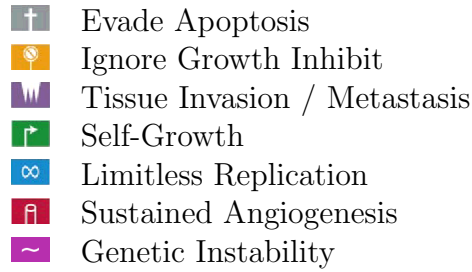 Evade Apoptosis
Ignore Growth Inhibit
Tissue Invasion / Metastasis
Self-Growth
Limitless Replication
Sustained Angiogenesis
Genetic Instability